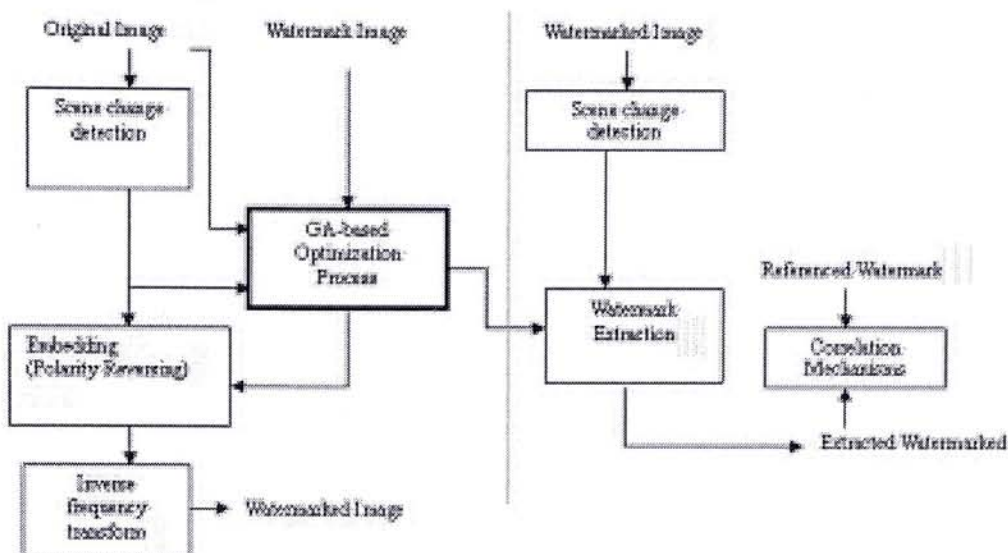 Original Image
Watermark Image
Watermarked Image
Scene change
detection
Scene change
detection
GA-based
Optimization
Process
Referenced Watermark
Watermark
Extraction
Embedding
(Polarity Reversing)
Correlation
Mechanisms
Extracted Watermarked
Inverse
frequency
transform
Watermarked Image